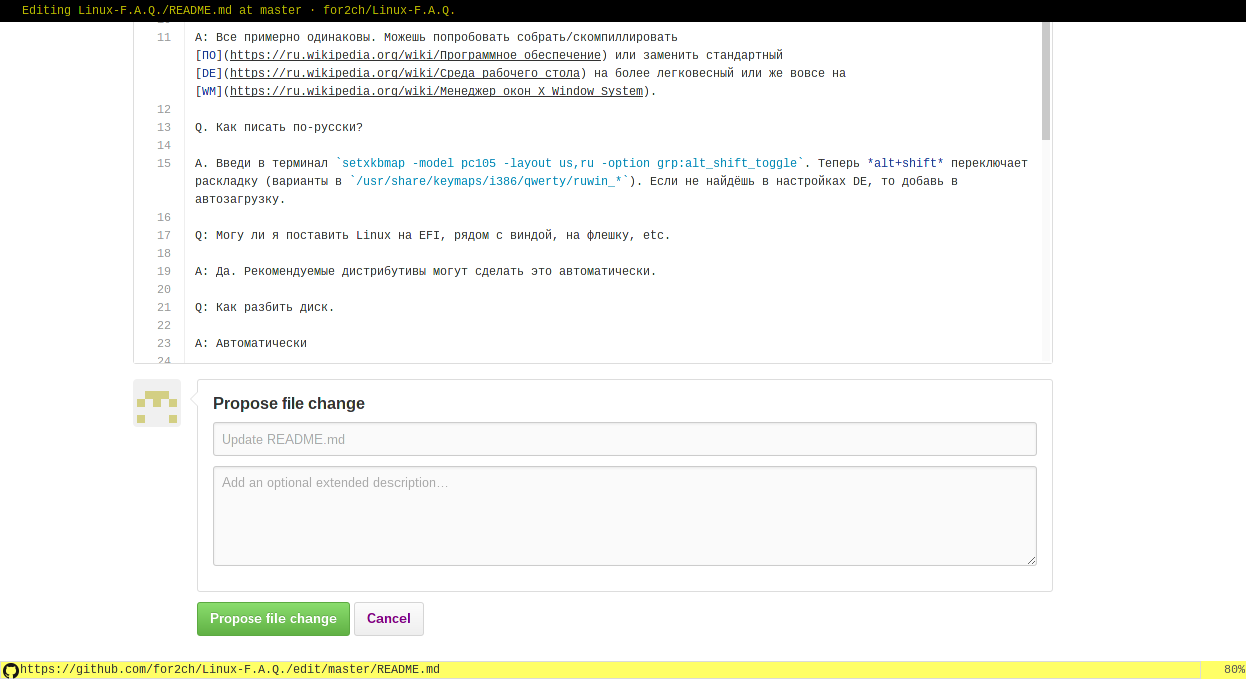 Editing Linux-F.A.Q./README.md at master · for2ch/Linux-F.A.Q.
11 A: Все примерно одинаковы. Можешь попробовать собрать/скомпиллировать
[ПО](https://ru.wikipedia.org/wiki/Программное_обеспечение) или заменить стандартный
[DE](https://ru.wikipedia.org/wiki/Среда_рабочего_стола) на более легковесный или же вовсе на
[WM](https://ru.wikipedia.org/wiki/Менеджер_окон_X_Window_System).
12
13 Q. Как писать по-русски?
14
15 A. Введи в терминал `setxkbmap -model pc105 -layout us,ru -option grp:alt_shift_toggle`. Теперь *alt+shift* переключает
раскладку (варианты в `/usr/share/keymaps/i386/qwerty/ruwin_*`). Если не найдёшь в настройках DE, то добавь в
автозагрузку.
16
17 Q: Могу ли я поставить Linux на EFI, рядом с виндой, на флешку, etc.
18
19 A: Да. Рекомендуемые дистрибутивы могут сделать это автоматически.
20
21 Q: Как разбить диск.
22
23 A: Автоматически
24
Propose file change
Update README.md
Add an optional extended description…
Propose file change Cancel
https://github.com/for2ch/Linux-F.A.Q./edit/master/README.md 80%